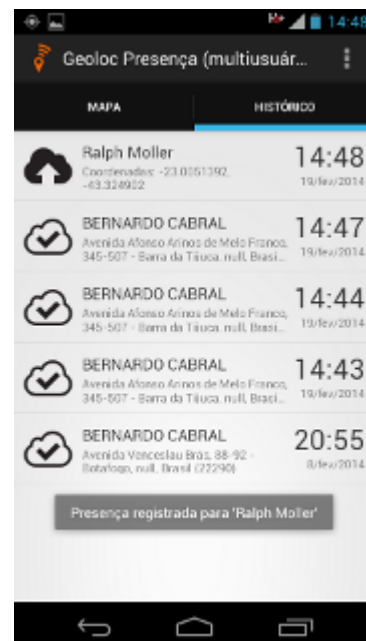 14:48
Geoloc Presença (multiusuár...
MAPA
HISTÓRICO
Ralph Moller
14:48
Coordenadas: -23.0051392,
-43.324902
19/fev/2014
BERNARDO CABRAL
14:47
Avenida Afonso Arinos de Melo Franco,
345-507 - Barra da Tijuca, null, Brasi...
19/fev/2014
BERNARDO CABRAL
14:44
Avenida Afonso Arinos de Melo Franco,
345-507 - Barra da Tijuca, null, Brasi...
19/fev/2014
BERNARDO CABRAL
14:43
Avenida Afonso Arinos de Melo Franco,
345-507 - Barra da Tijuca, null, Brasi...
19/fev/2014
BERNARDO CABRAL
20:55
Avenida Venceslau Brás, 88-92 -
Botafogo, null, Brasil (22290)
8/fev/2014
Presença registrada para 'Ralph Moller'